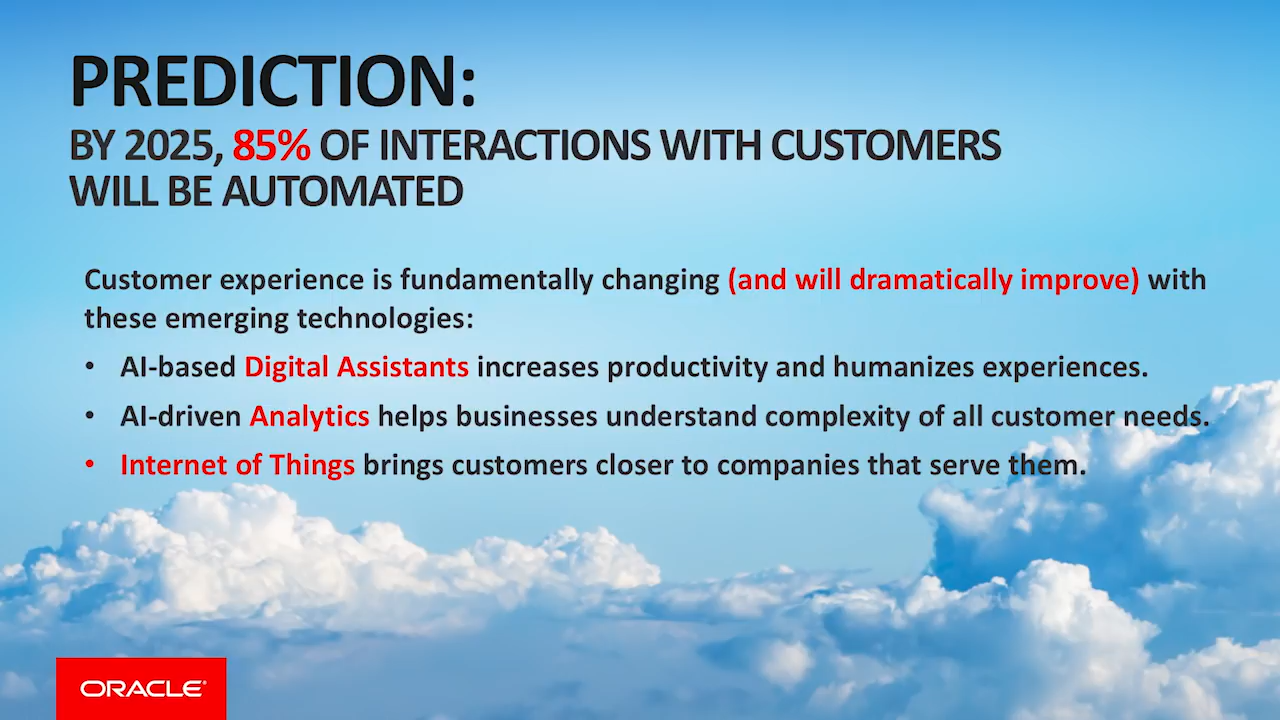 PREDICTION:
BY 2025, 85% OF INTERACTIONS WITH CUSTOMERS
WILL BE AUTOMATED
Customer experience is fundamentally changing (and will dramatically improve) with
these emerging technologies:
• AI-based Digital Assistants increases productivity and humanizes experiences.
• AI-driven Analytics helps businesses understand complexity of all customer needs.
• Internet of Things brings customers closer to companies that serve them.
ORACLE®